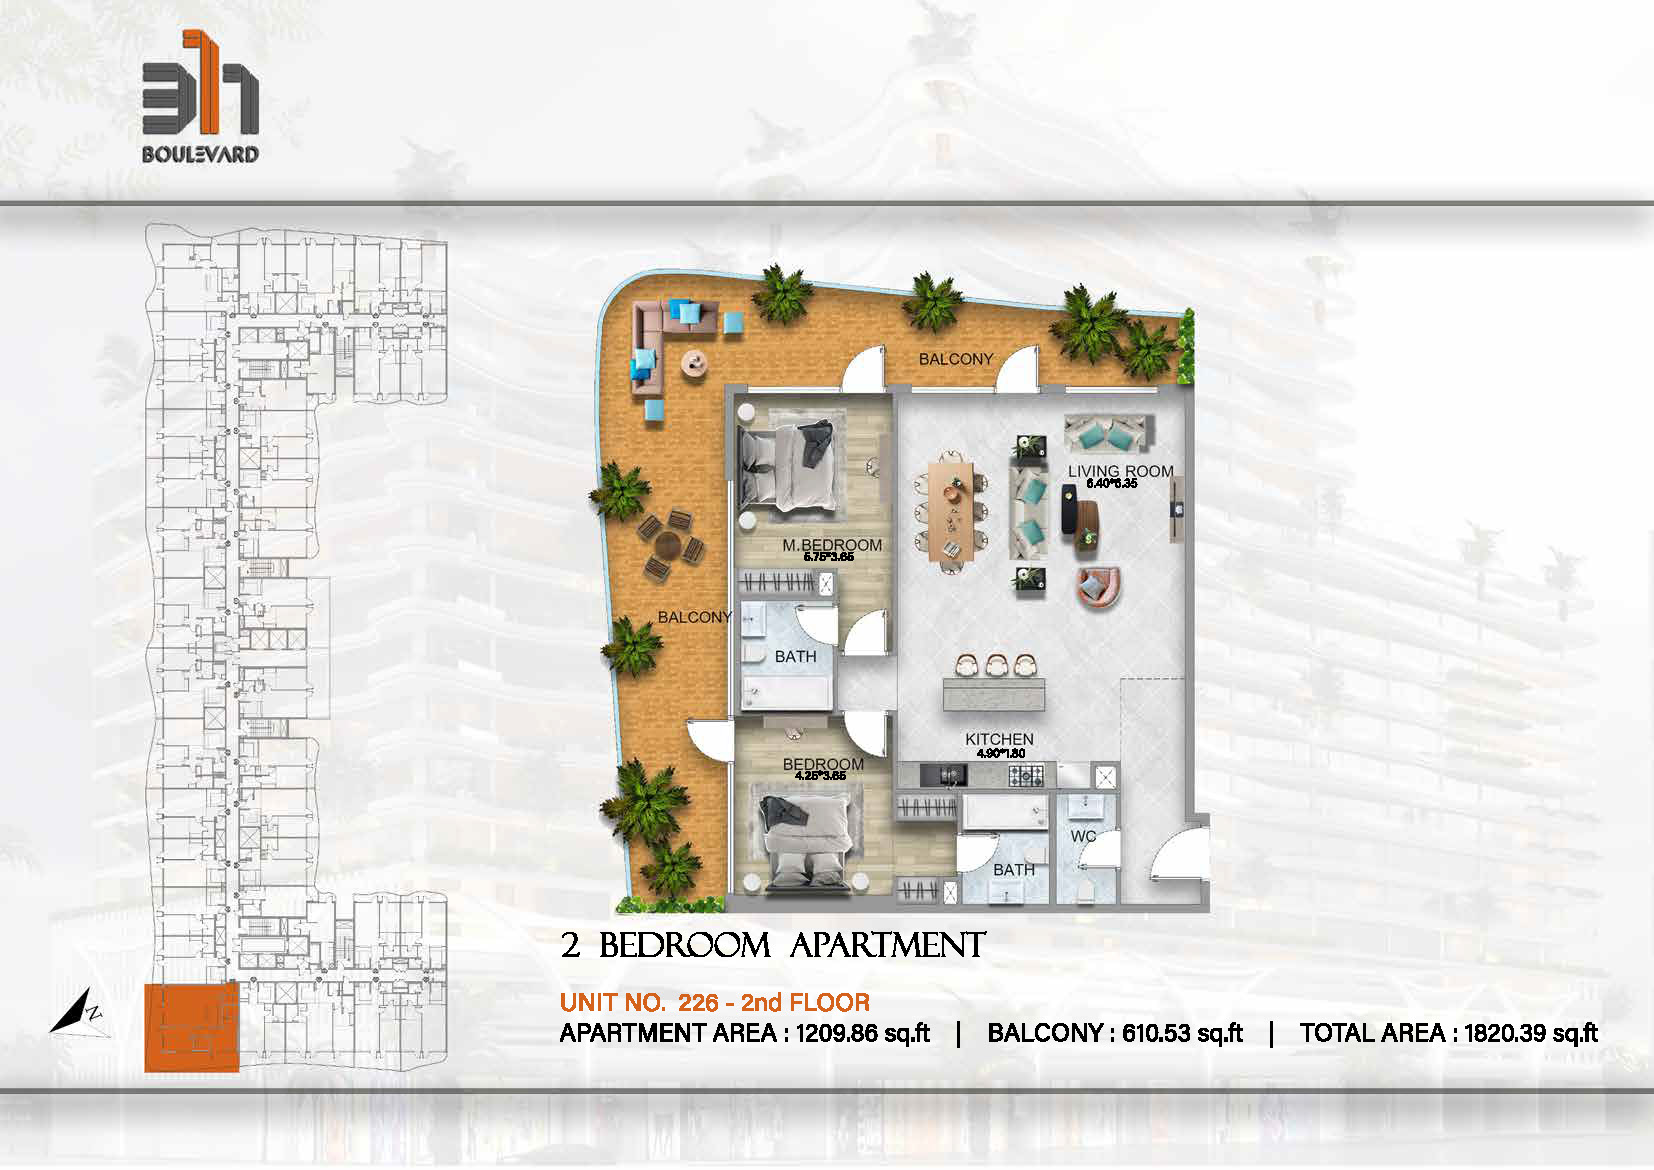 311
BOULEVARD
BALCONY
LIVING ROOM
6.40*6.35
M.BEDROOM
5.75*3.65
BALCONY
BATH
KITCHEN
4.90*1.80
BEDROOM
4.25*3.65
WC
BATH
2 BEDROOM APARTMENT
Z
UNIT NO. 226 - 2nd FLOOR
APARTMENT AREA : 1209.86 sq.ft | BALCONY : 610.53 sq.ft | TOTAL AREA : 1820.39 sq.ft